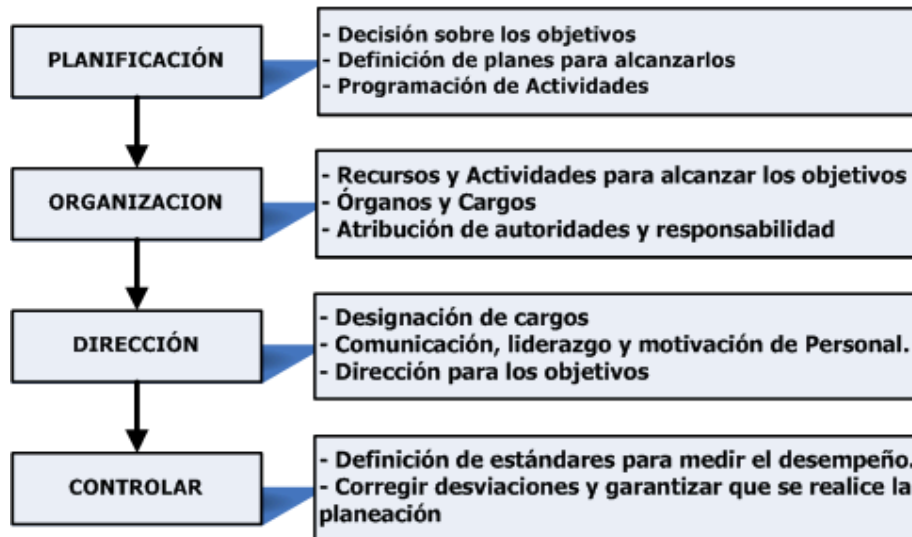 PLANIFICACIÓN
- Decisión sobre los objetivos
- Definición de planes para alcanzarlos
- Programación de Actividades
ORGANIZACION
- Recursos y Actividades para alcanzar los objetivos
- Órganos y Cargos
- Atribución de autoridades y responsabilidad
DIRECCIÓN
- Designación de cargos
- Comunicación, liderazgo y motivación de Personal.
- Dirección para los objetivos
CONTROLAR
- Definición de estándares para medir el desempeño.
- Corregir desviaciones y garantizar que se realice la
planeación